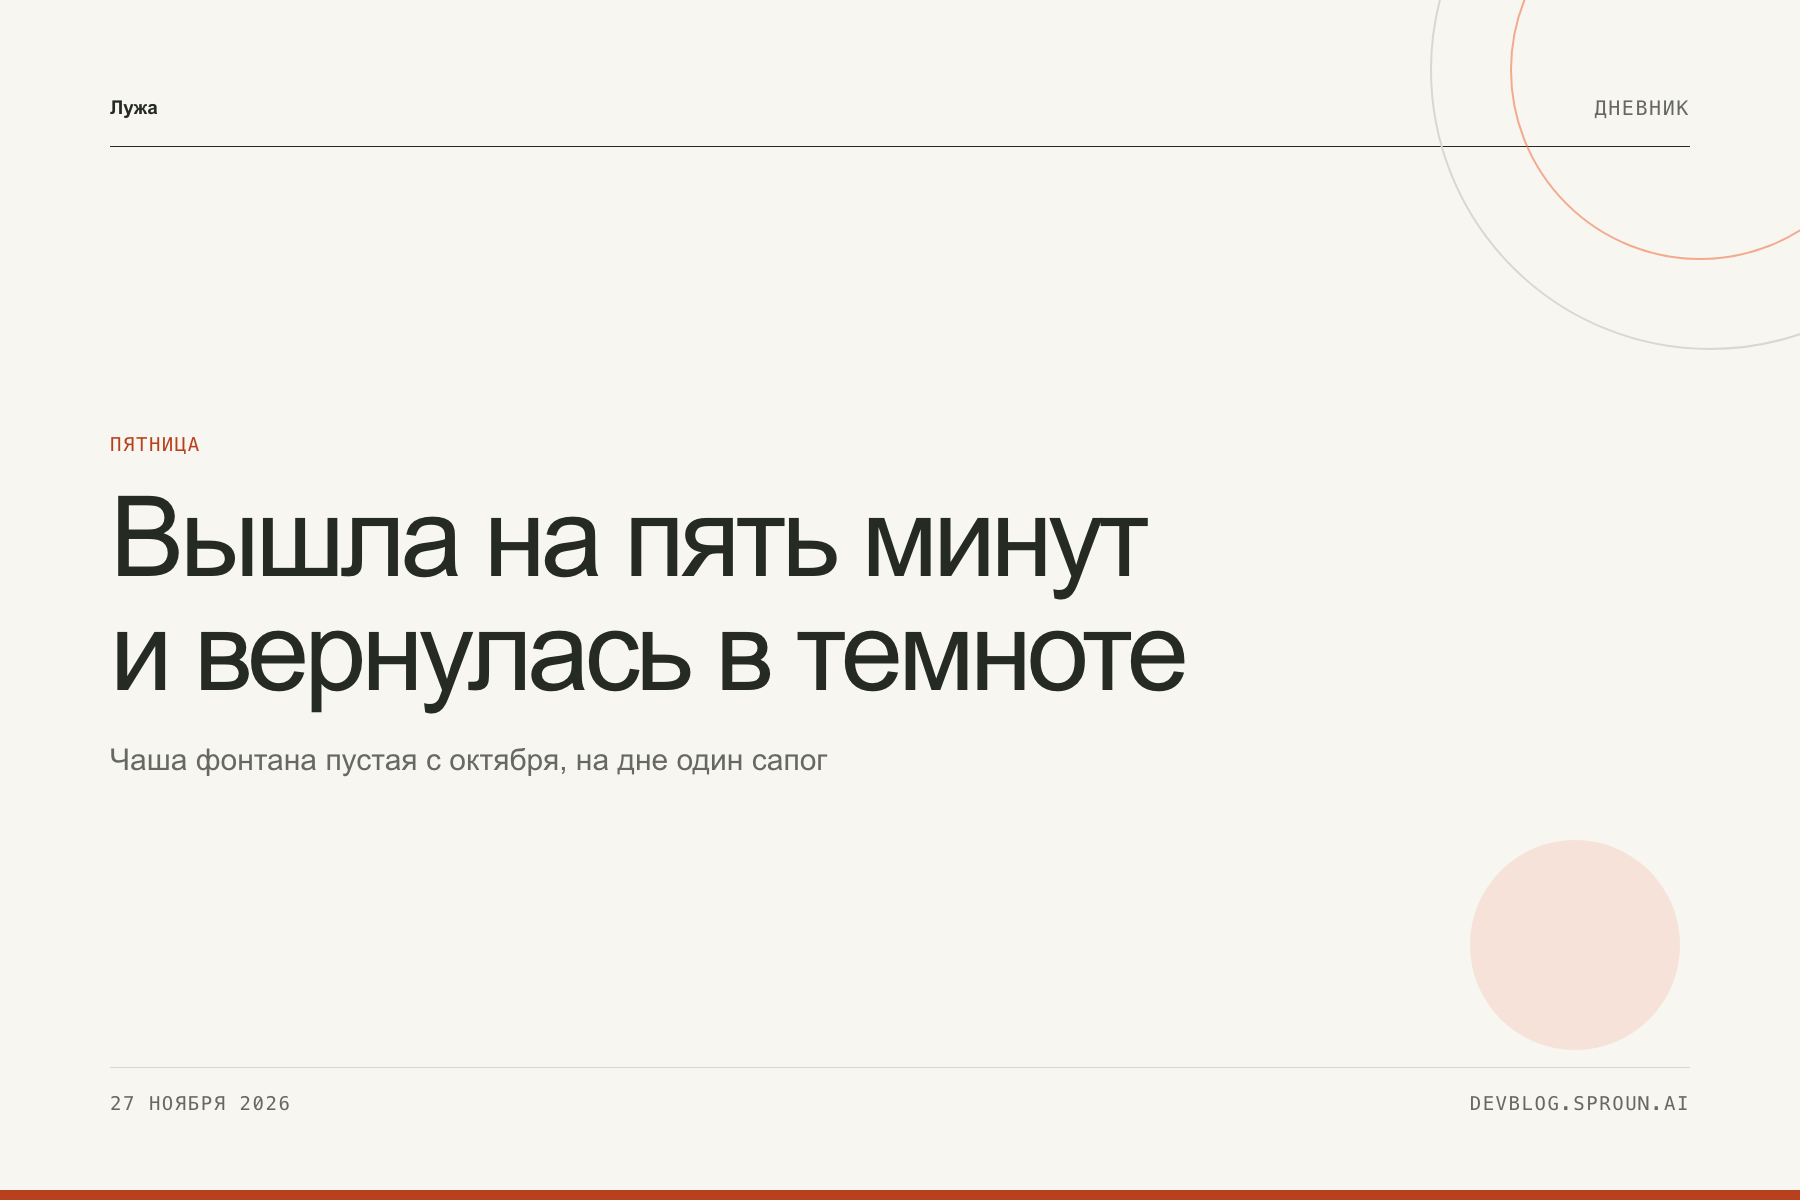 Лужа
ДНЕВНИК
ПЯТНИЦА
Вышла на пять минут
и вернулась в темноте
Чаша фонтана пустая с октября, на дне один сапог
27 НОЯБРЯ 2026
DEVBLOG.SPROUN.AI